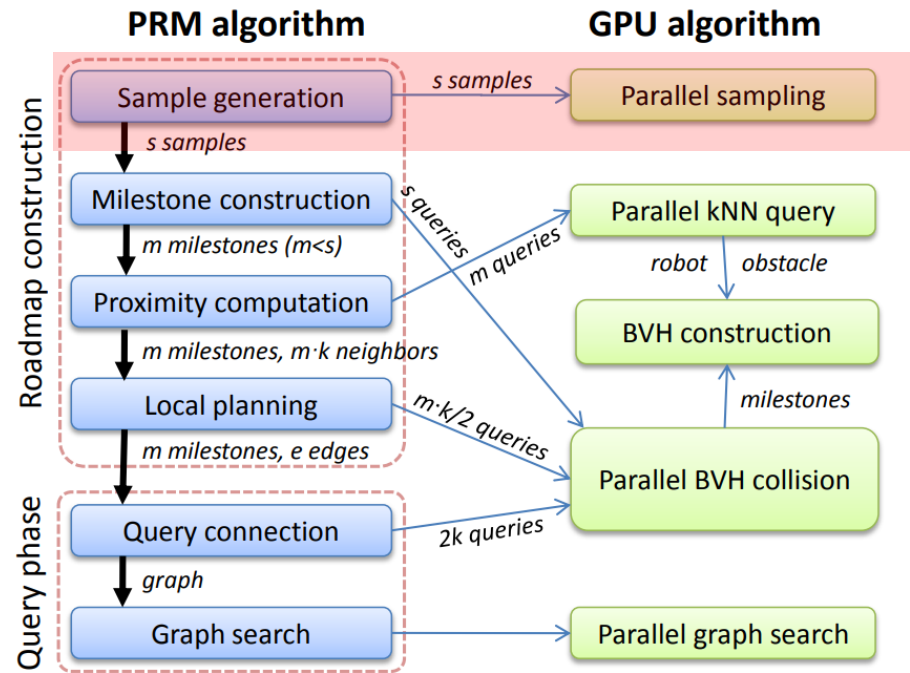 PRM algorithm
GPU algorithm
Roadmap construction
Sample generation
s samples
Parallel sampling
s samples
Milestone construction
s queries
Parallel kNN query
m milestones (m<s)
m queries
robot
obstacle
Proximity computation
BVH construction
m milestones, m·k neighbors
Local planning
m·k/2 queries
milestones
m milestones, e edges
Parallel BVH collision
Query phase
Query connection
2k queries
graph
Graph search
Parallel graph search